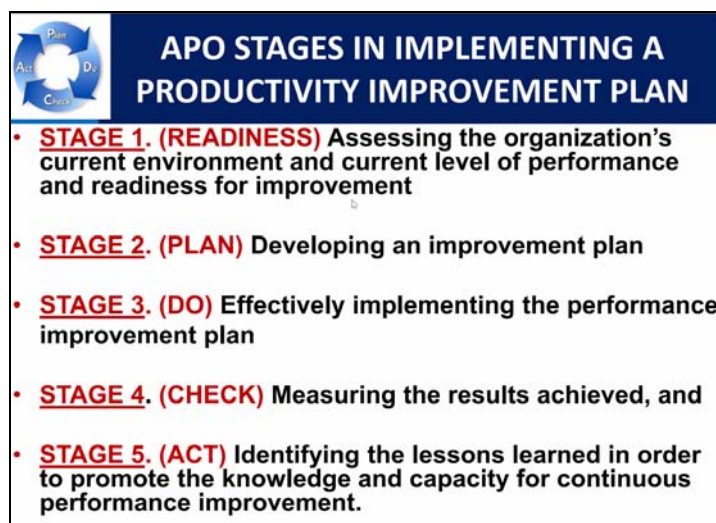 Plan
Act
Do
Check
APO STAGES IN IMPLEMENTING A
PRODUCTIVITY IMPROVEMENT PLAN
• STAGE 1. (READINESS) Assessing the organization's
current environment and current level of performance
and readiness for improvement
• STAGE 2. (PLAN) Developing an improvement plan
• STAGE 3. (DO) Effectively implementing the performance
improvement plan
• STAGE 4. (CHECK) Measuring the results achieved, and
• STAGE 5. (ACT) Identifying the lessons learned in order
to promote the knowledge and capacity for continuous
performance improvement.